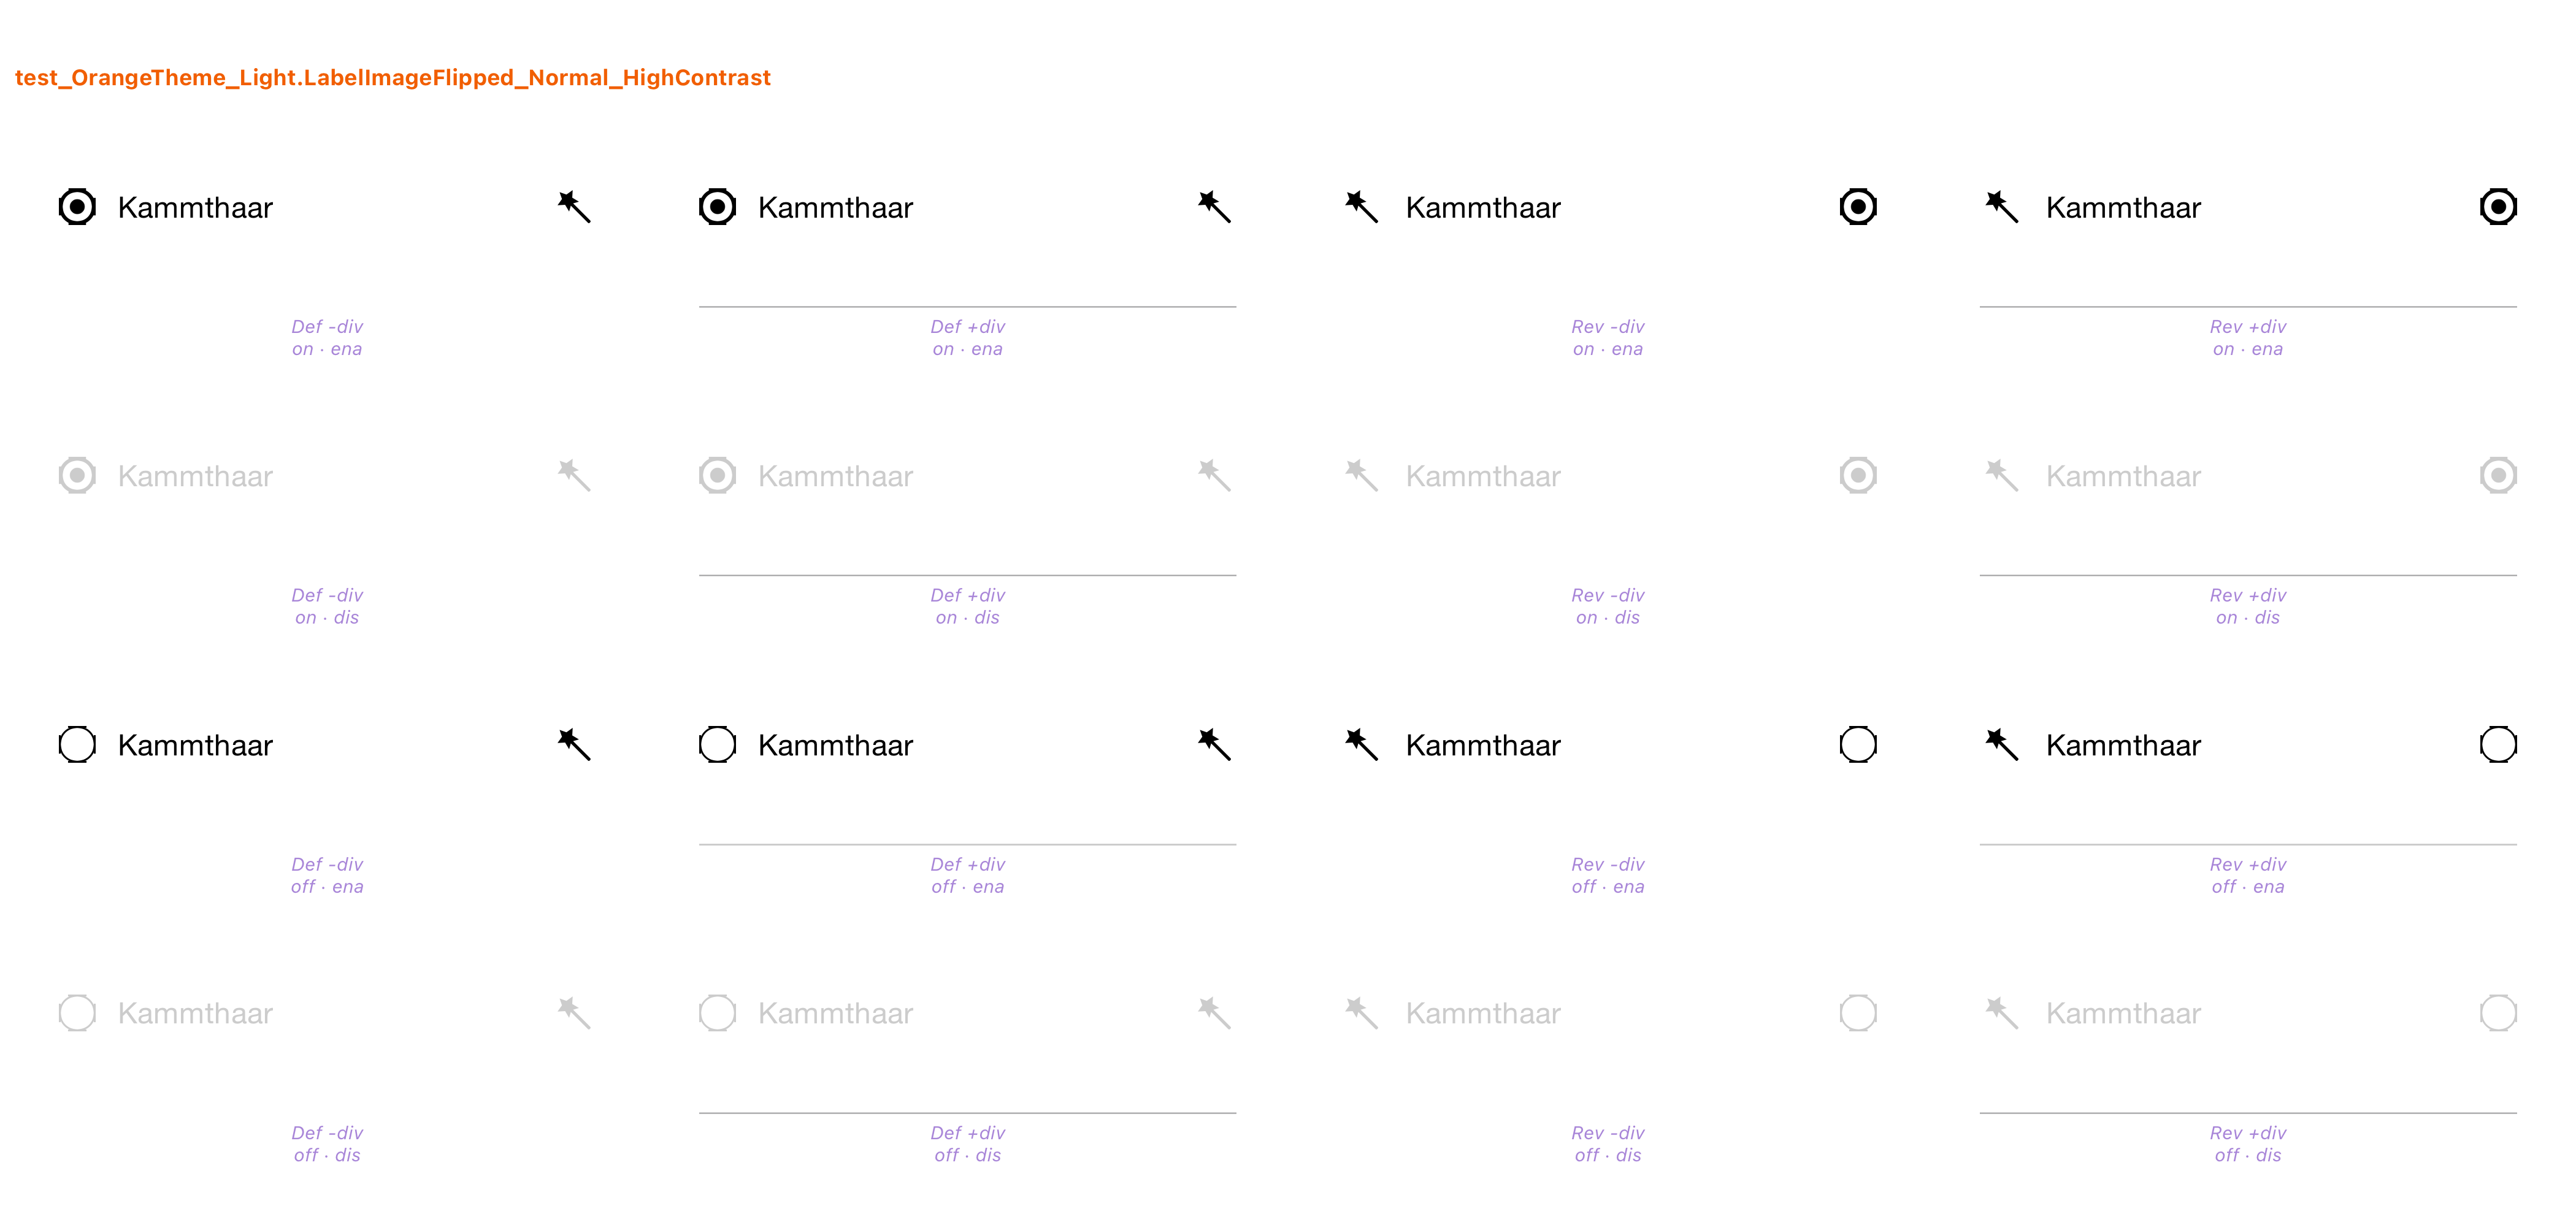 test_OrangeTheme_Light.LabelImageFlipped_Normal_HighContrast
Kammthaar Kammthaar Kammthaar Kammthaar
Def -div Def +div Rev -div Rev +div
on · ena on · ena on · ena on · ena
Kammthaar Kammthaar Kammthaar Kammthaar
Def -div Def +div Rev -div Rev +div
on · dis on · dis on · dis on · dis
Kammthaar Kammthaar Kammthaar Kammthaar
Def -div Def +div Rev -div Rev +div
off · ena off · ena off · ena off · ena
Kammthaar Kammthaar Kammthaar Kammthaar
Def -div Def +div Rev -div Rev +div
off · dis off · dis off · dis off · dis